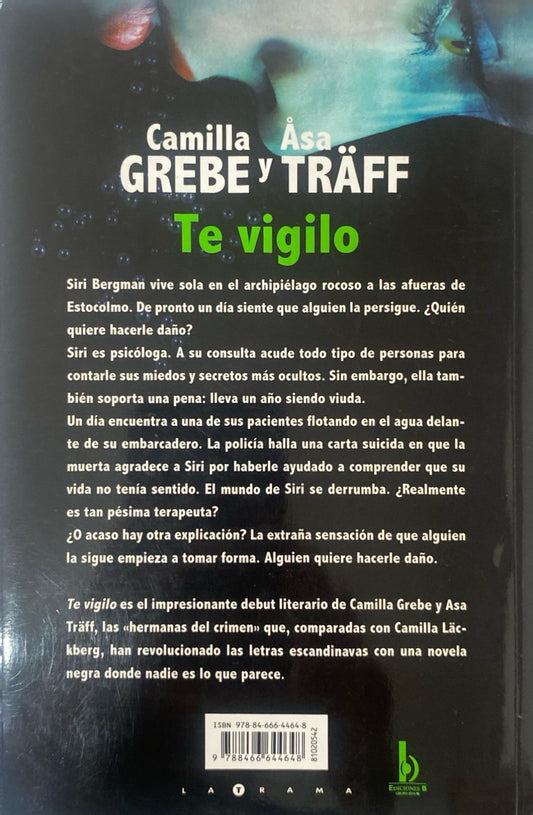 Camilla Åsa
GREBE y TRÄFF
Te vigilo
Siri Bergman vive sola en el archipiélago rocoso a las afueras de
Estocolmo. De pronto un día siente que alguien la persigue. ¿Quién
quiere hacerle daño?
Siri es psicóloga. A su consulta acude todo tipo de personas para
contarle sus miedos y secretos más ocultos. Sin embargo, ella tam-
bién soporta una pena: lleva un año siendo viuda.
Un día encuentra a una de sus pacientes flotando en el agua delan-
te de su embarcadero. La policía halla una carta suicida en que la
muerta agradece a Siri por haberle ayudado a comprender que su
vida no tenía sentido. El mundo de Siri se derrumba. ¿Realmente
es tan pésima terapeuta?
¿O acaso hay otra explicación? La extraña sensación de que alguien
la sigue empieza a tomar forma. Alguien quiere hacerle daño.
Te vigilo es el impresionante debut literario de Camilla Grebe y Asa
Träff, las «hermanas del crimen» que, comparadas con Camilla Läc-
kberg, han revolucionado las letras escandinavas con una novela
negra donde nadie es lo que parece.
ISBN 978-84-666-4464-8
9 788466 644648
81020542
LA TRAMA
b
EDICIONES B
GRUPO ZETA